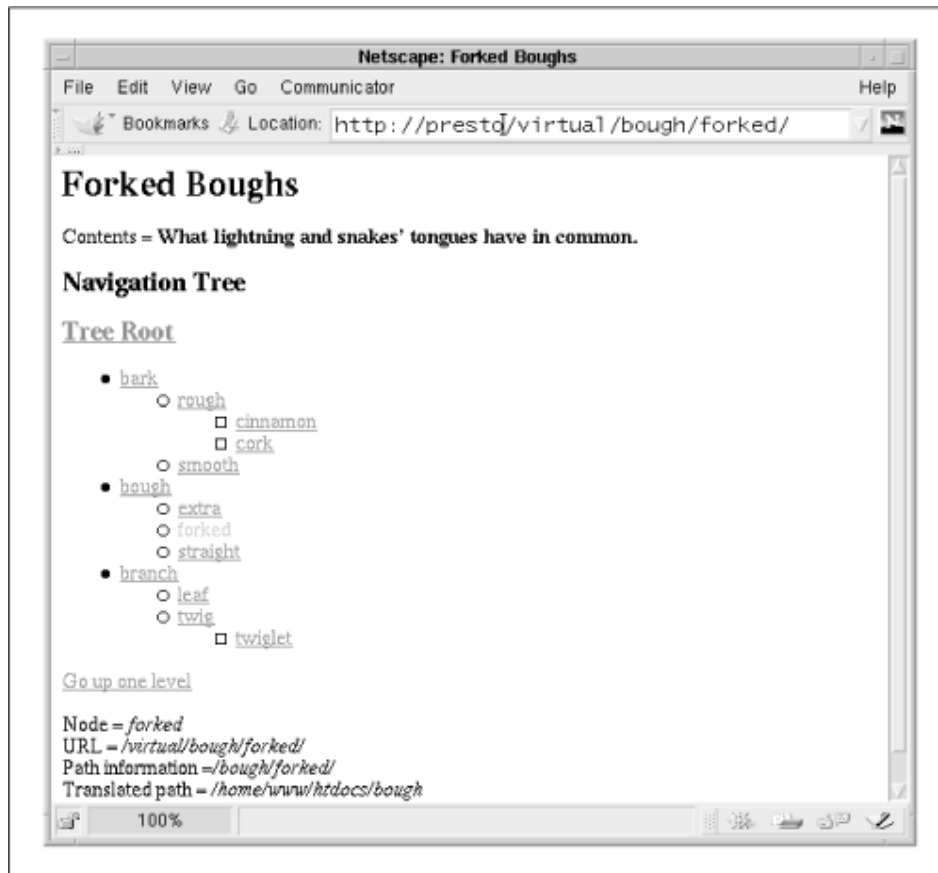 Netscape: Forked Boughs
File Edit View Go Communicator Help
Bookmarks Location: http://presto/virtual/bough/forked/
Forked Boughs
Contents = What lightning and snakes' tongues have in common.
Navigation Tree
Tree Root
bark
rough
cinnamon
cork
smooth
bough
extra
forked
straight
branch
leaf
twig
twiglet
Go up one level
Node = forked
URL = /virtual/bough/forked/
Path information =/bough/forked/
Translated path = /home/www/htdocs/bough
100%